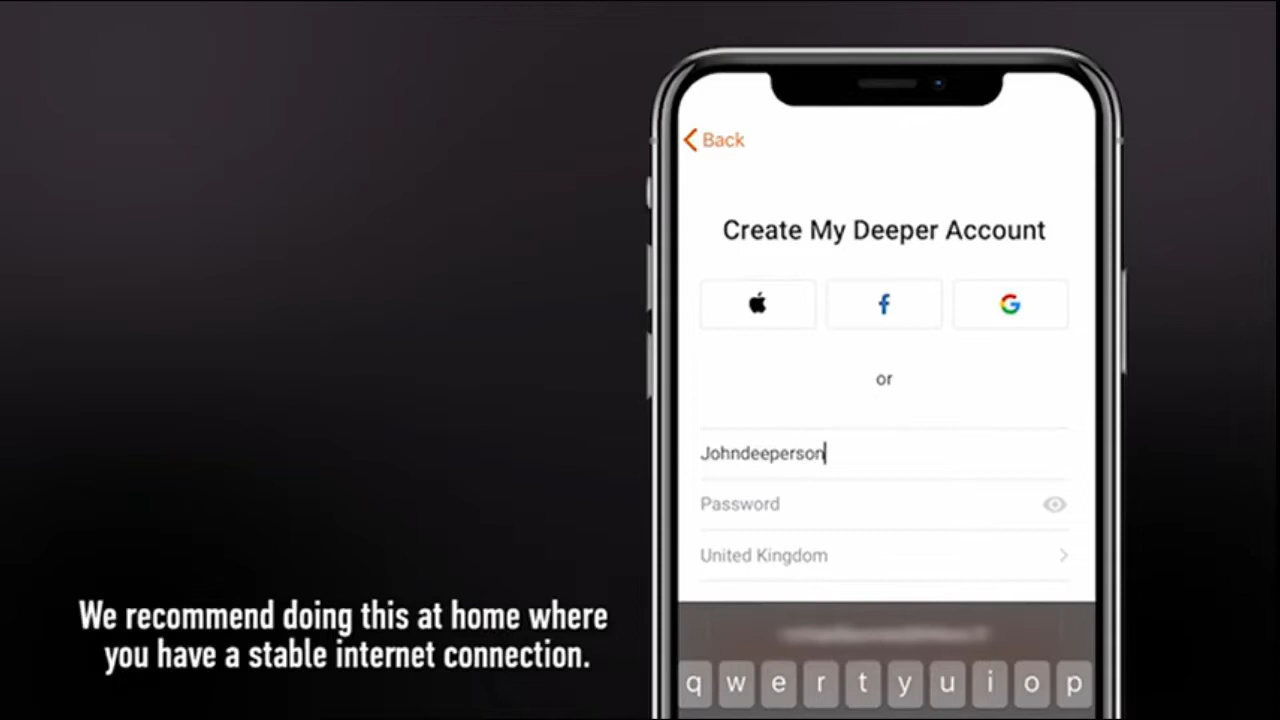 Back
Create My Deeper Account
or
Johndeeperson
Password
United Kingdom
We recommend doing this at home where
you have a stable internet connection.
q w e r t y u i o p